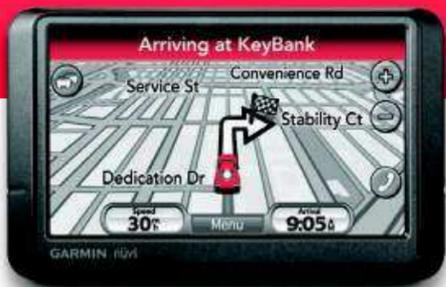 Arriving at KeyBank
Convenience Rd
Service St
Stability Ct
Dedication Dr
Speed
30
Menu
Arrival
9:05
GARMIN nüvi